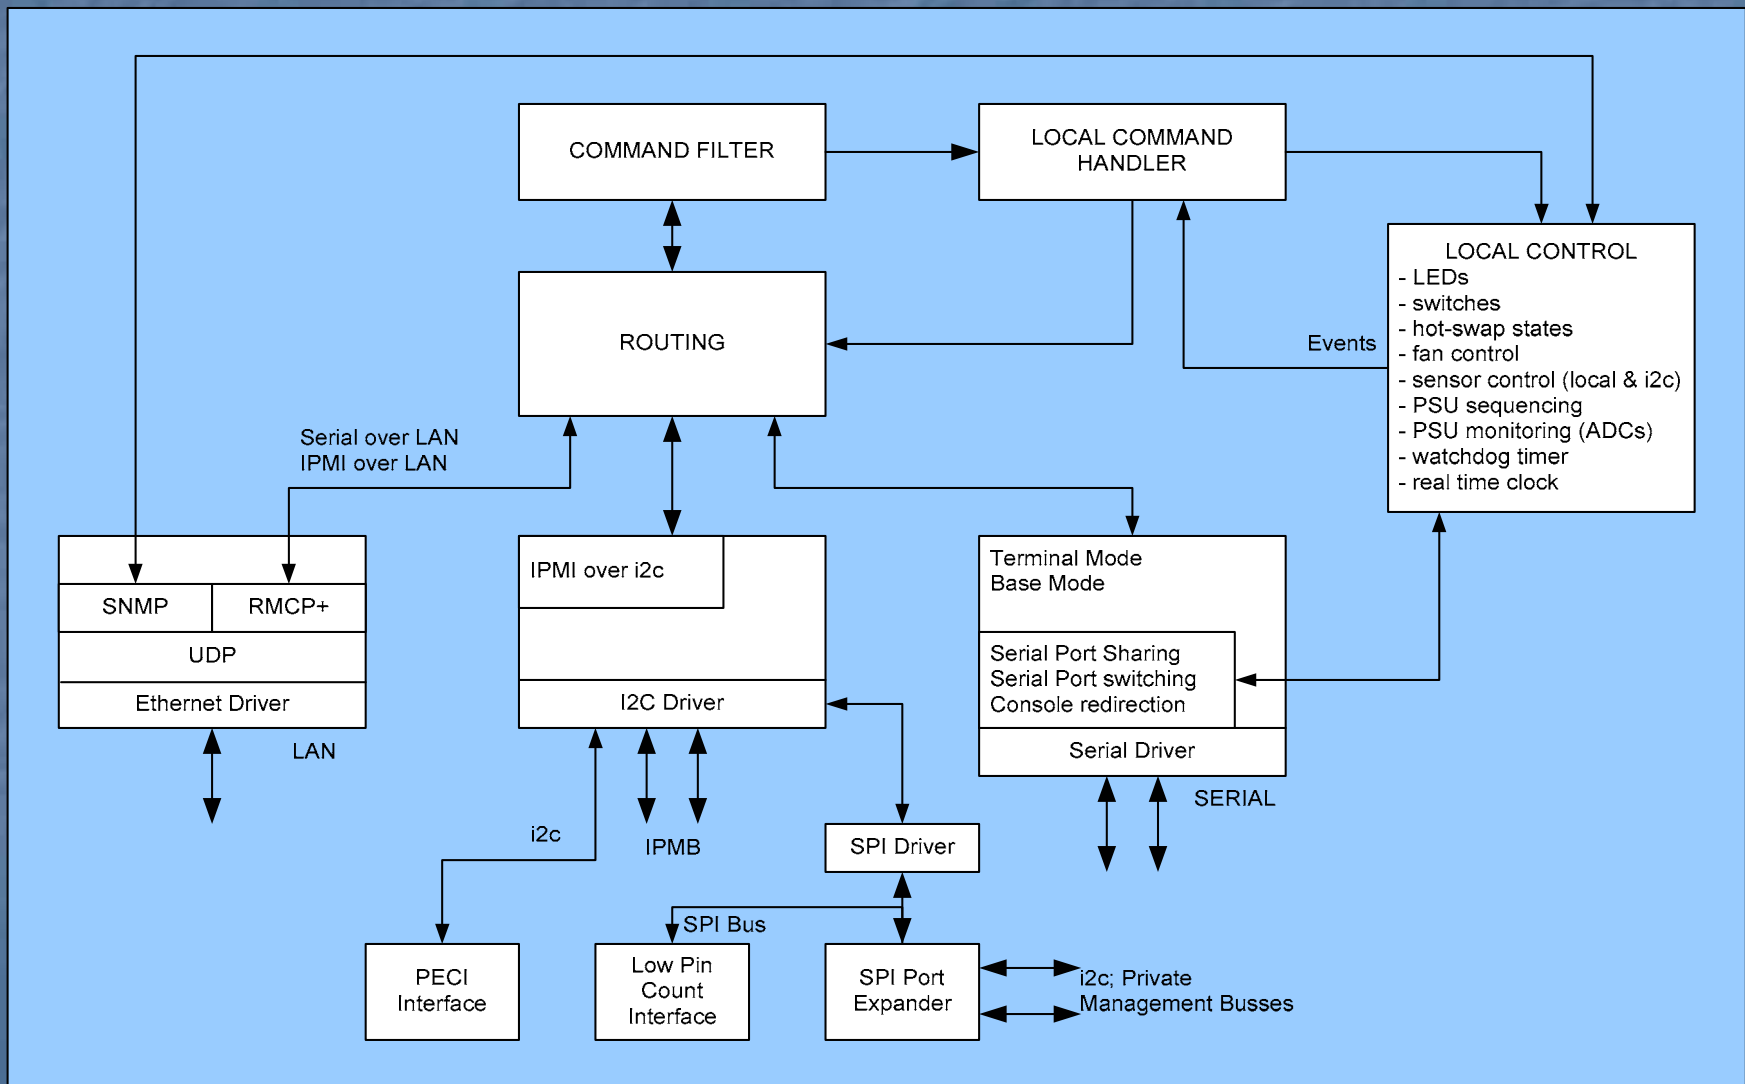 COMMAND FILTER
LOCAL COMMAND
HANDLER
LOCAL CONTROL
- LEDs
- switches
- hot-swap states
- fan control
- sensor control (local & i2c)
- PSU sequencing
- PSU monitoring (ADCs)
- watchdog timer
- real time clock
Events
ROUTING
Serial over LAN
IPMI over LAN
SNMP
RMCP+
UDP
Ethernet Driver
LAN
IPMI over i2c
I2C Driver
Terminal Mode
Base Mode
Serial Port Sharing
Serial Port switching
Console redirection
Serial Driver
SERIAL
i2c
IPMB
SPI Driver
SPI Bus
PECI
Interface
Low Pin
Count
Interface
SPI Port
Expander
i2c; Private
Management Busses